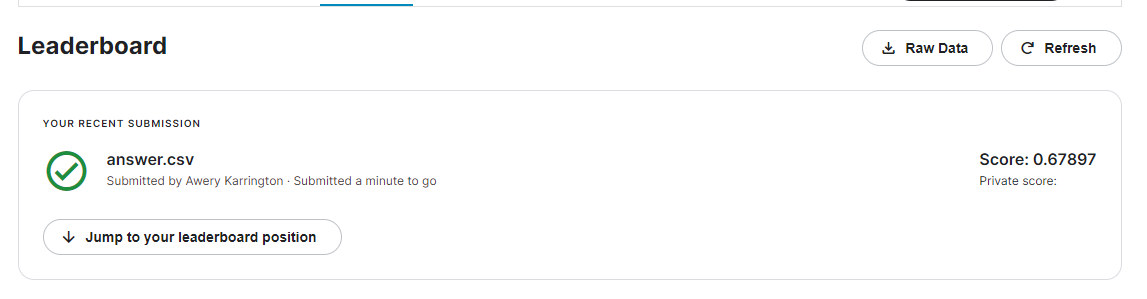 Leaderboard
Raw Data
Refresh
YOUR RECENT SUBMISSION
answer.csv
Submitted by Awery Karrington · Submitted a minute to go
Score: 0.67897
Private score:
Jump to your leaderboard position